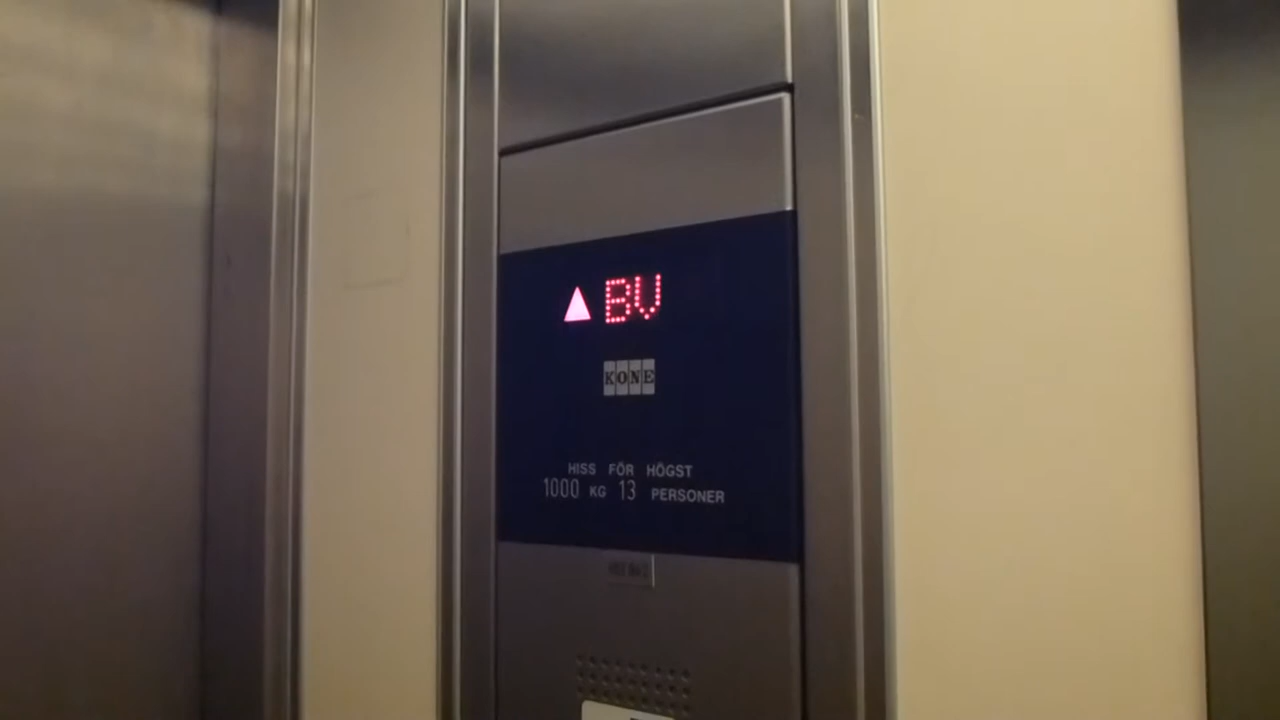 ▲ BV
KONE
HISS FÖR HÖGST
1000 KG 13 PERSONER